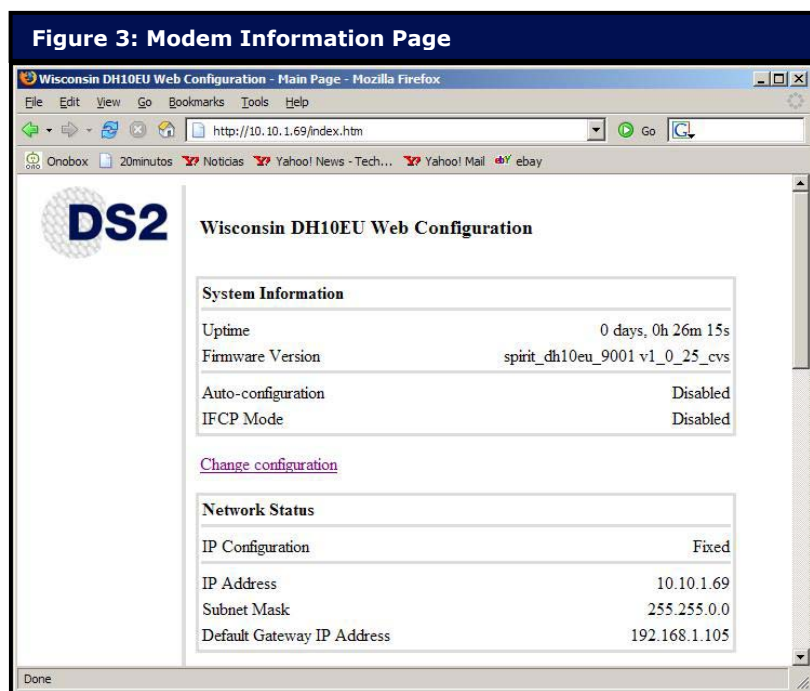 Figure 3: Modem Information Page
Wisconsin DH10EU Web Configuration - Main Page - Mozilla Firefox
File Edit View Go Bookmarks Tools Help
http://10.10.1.69/index.htm Go G
Onobox 20minutos Noticias Yahoo! News - Tech... Yahoo! Mail ebay
DS2
Wisconsin DH10EU Web Configuration
System Information
Uptime 0 days, 0h 26m 15s
Firmware Version spirit_dh10eu_9001 v1_0_25_cvs
Auto-configuration Disabled
IFCP Mode Disabled
Change configuration
Network Status
IP Configuration Fixed
IP Address 10.10.1.69
Subnet Mask 255.255.0.0
Default Gateway IP Address 192.168.1.105
Done